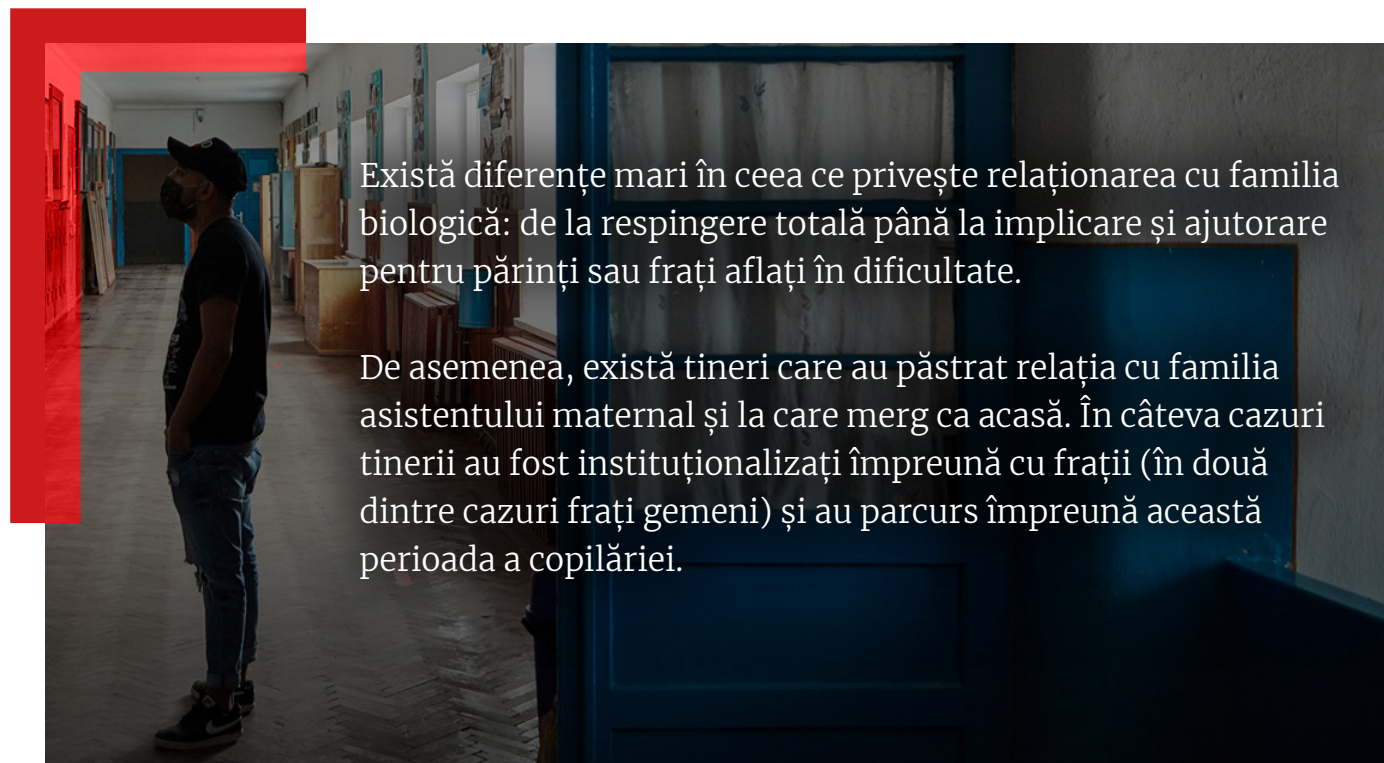 Există diferențe mari în ceea ce privește relaționarea cu familia
biologică: de la respingere totală până la implicare și ajutorare
pentru părinți sau frați aflați în dificultate.
De asemenea, există tineri care au păstrat relația cu familia
asistentului maternal și la care merg ca acasă. În câteva cazuri
tinerii au fost instituționalizați împreună cu frații (în două
dintre cazuri frați gemeni) și au parcurs împreună această
perioada a copilăriei.